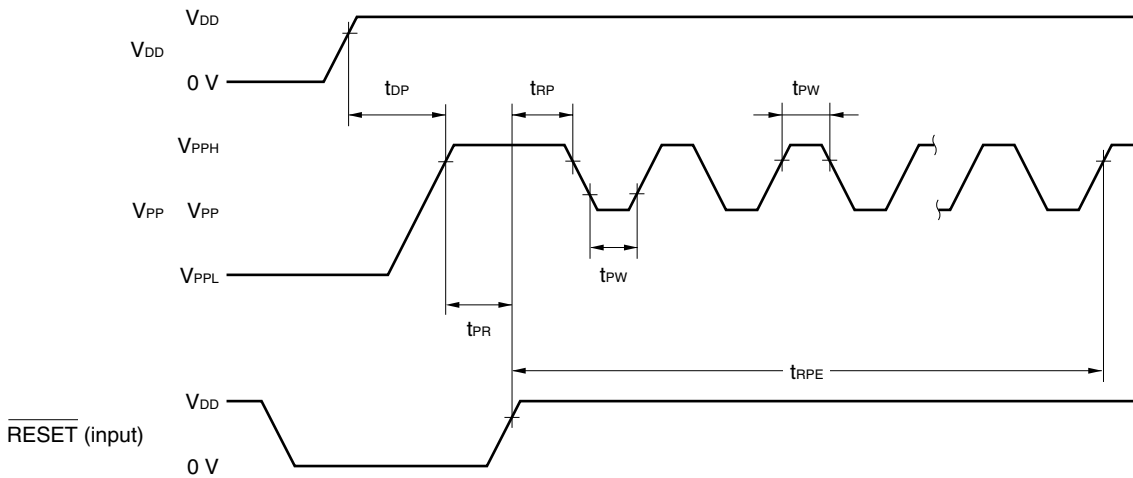 VDD
VDD
0 V
tDP
tRP
tPW
VPPH
VPP VPP
tPW
VPPL
tPR
tRPE
VDD
RESET (input)
0 V